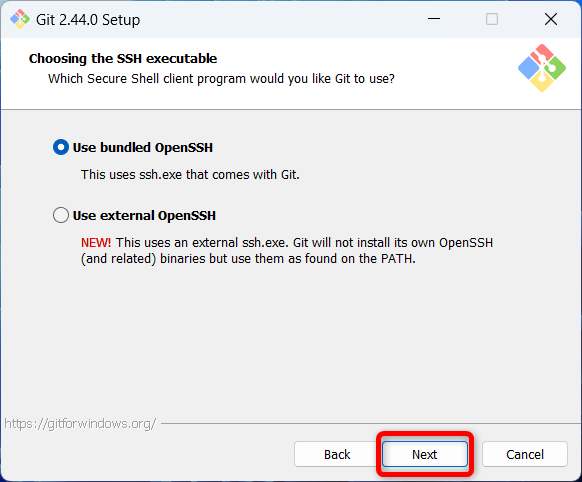 Git 2.44.0 Setup
Choosing the SSH executable
Which Secure Shell client program would you like Git to use?
Use bundled OpenSSH
This uses ssh.exe that comes with Git.
Use external OpenSSH
NEW! This uses an external ssh.exe. Git will not install its own OpenSSH
(and related) binaries but use them as found on the PATH.
https://gitforwindows.org/
Back Next Cancel